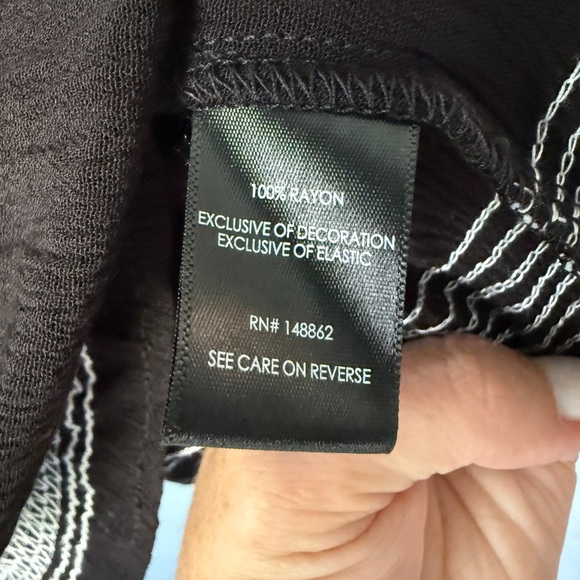 100% RAYON
EXCLUSIVE OF DECORATION
EXCLUSIVE OF ELASTIC
RN# 148862
SEE CARE ON REVERSE